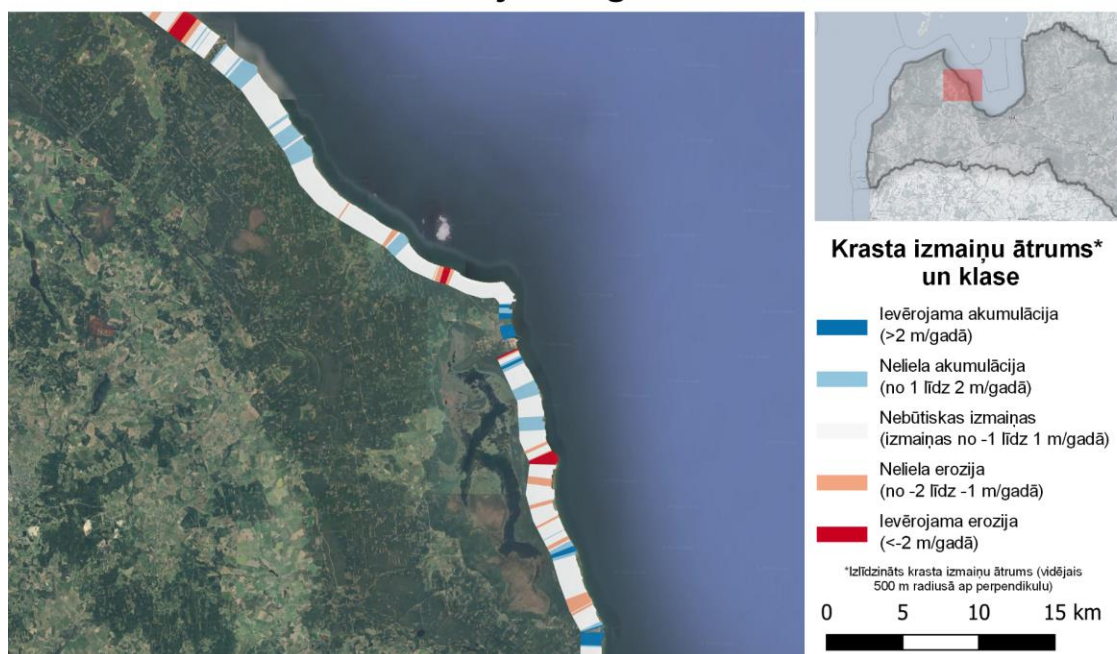 Krasta izmaiņu ātrums*
un klase
Ievērojama akumulācija
(>2 m/gadā)
Neliela akumulācija
(no 1 līdz 2 m/gadā)
Nebūtiskas izmaiņas
(izmaiņas no -1 līdz 1 m/gadā)
Neliela erozija
(no -2 līdz -1 m/gadā)
Ievērojama erozija
(<-2 m/gadā)
*Izlīdzināts krasta izmaiņu ātrums (vidējais
500 m radiusā ap perpendikulu)
0 5 10 15 km